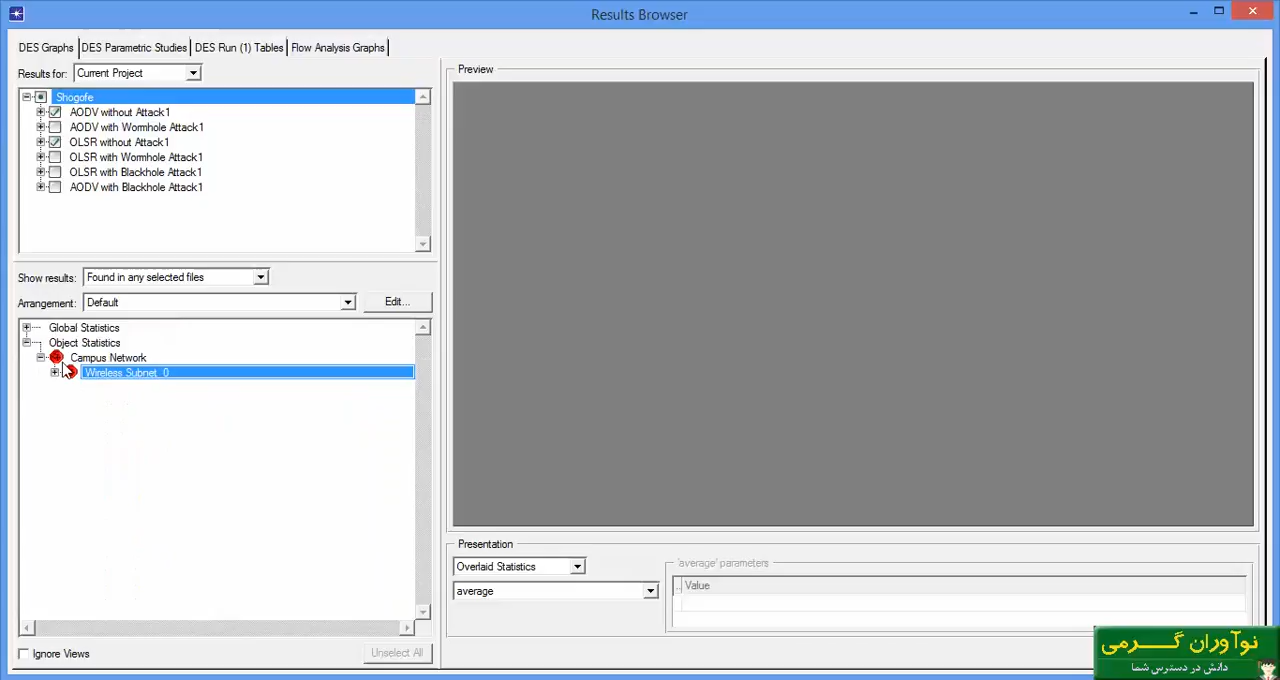 Results Browser
DES Graphs DES Parametric Studies DES Run (1) Tables Flow Analysis Graphs
Results for: Current Project
Shogofe
AODV without Attack1
AODV with Wormhole Attack1
OLSR without Attack1
OLSR with Wormhole Attack1
OLSR with Blackhole Attack1
AODV with Blackhole Attack1
Show results: Found in any selected files
Arrangement: Default Edit...
Global Statistics
Object Statistics
Campus Network
Wireless Subnet_0
Ignore Views Unselect All
Preview
Presentation
Overlaid Statistics
average
'average' parameters
Value
نوآوران گرمی
دانش در دسترس شما